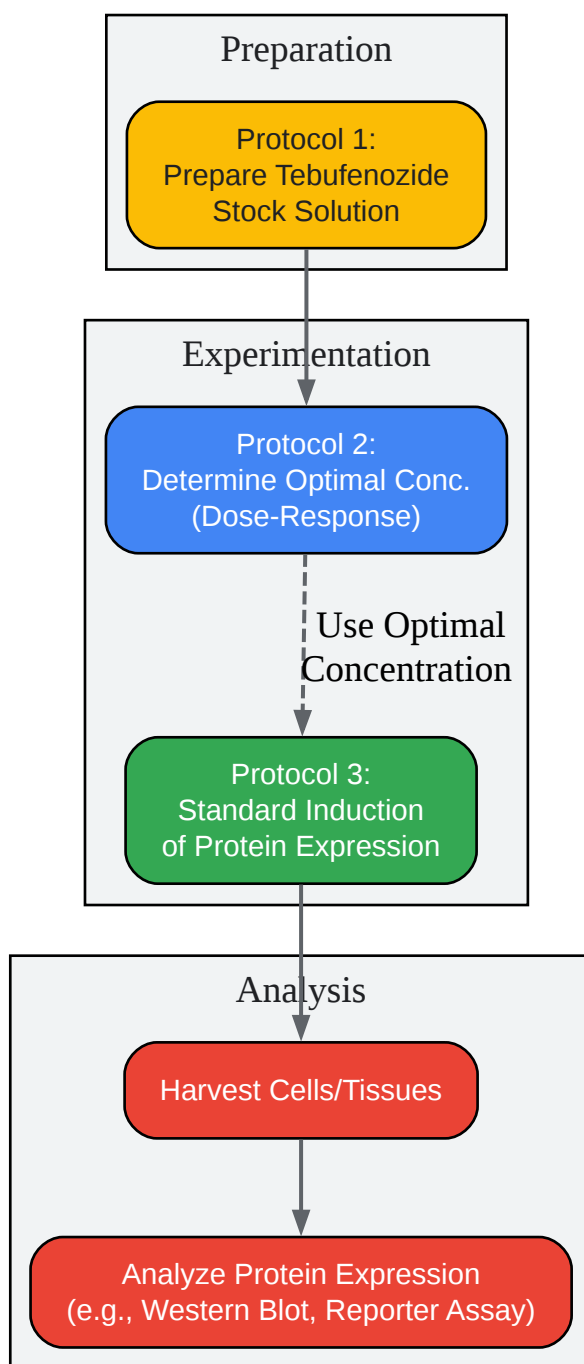 Preparation
Protocol 1:
Prepare Tebufenozide
Stock Solution
Experimentation
Protocol 2:
Determine Optimal Conc.
(Dose-Response)
Use Optimal
Concentration
Protocol 3:
Standard Induction
of Protein Expression
Analysis
Harvest Cells/Tissues
Analyze Protein Expression
(e.g., Western Blot, Reporter Assay)